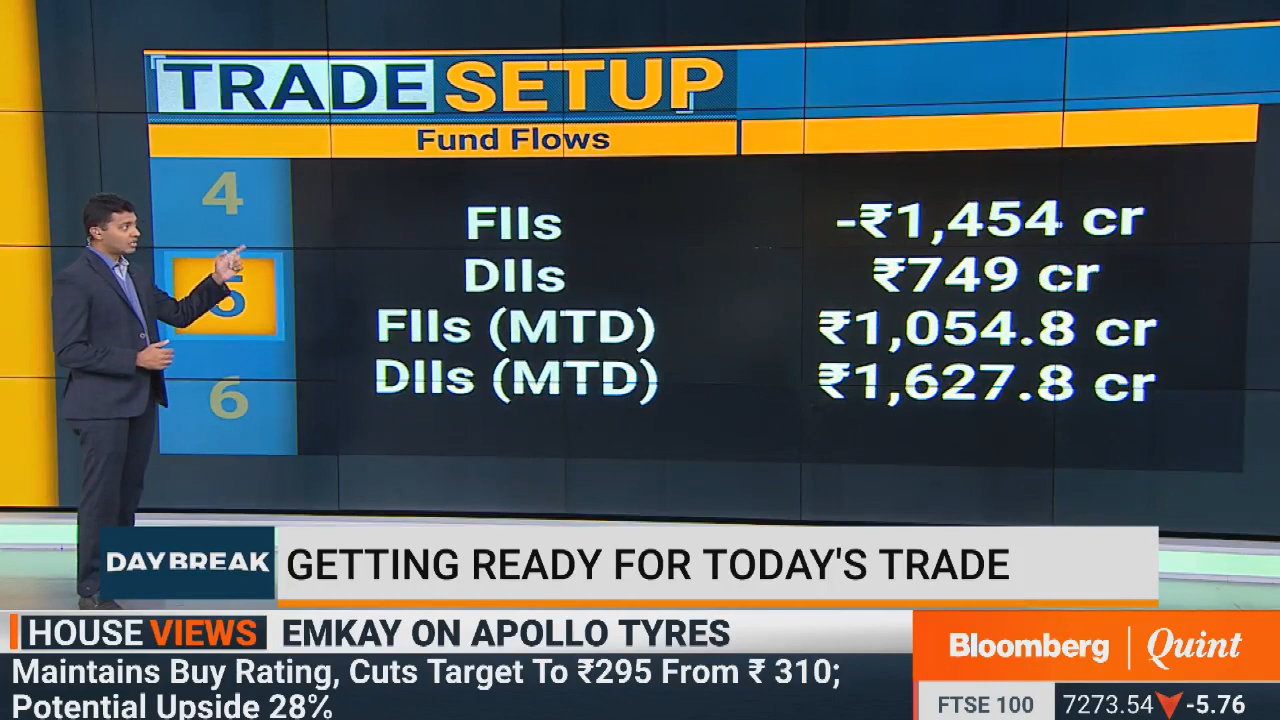 TRADE SETUP
Fund Flows
4
5
6
FIIs -₹1,454 cr
DIIs ₹749 cr
FIIs (MTD) ₹1,054.8 cr
DIIs (MTD) ₹1,627.8 cr
DAYBREAK GETTING READY FOR TODAY'S TRADE
HOUSE VIEWS EMKAY ON APOLLO TYRES
Maintains Buy Rating, Cuts Target To ₹295 From ₹ 310;
Potential Upside 28%
Bloomberg | Quint
FTSE 100 7273.54 -5.76